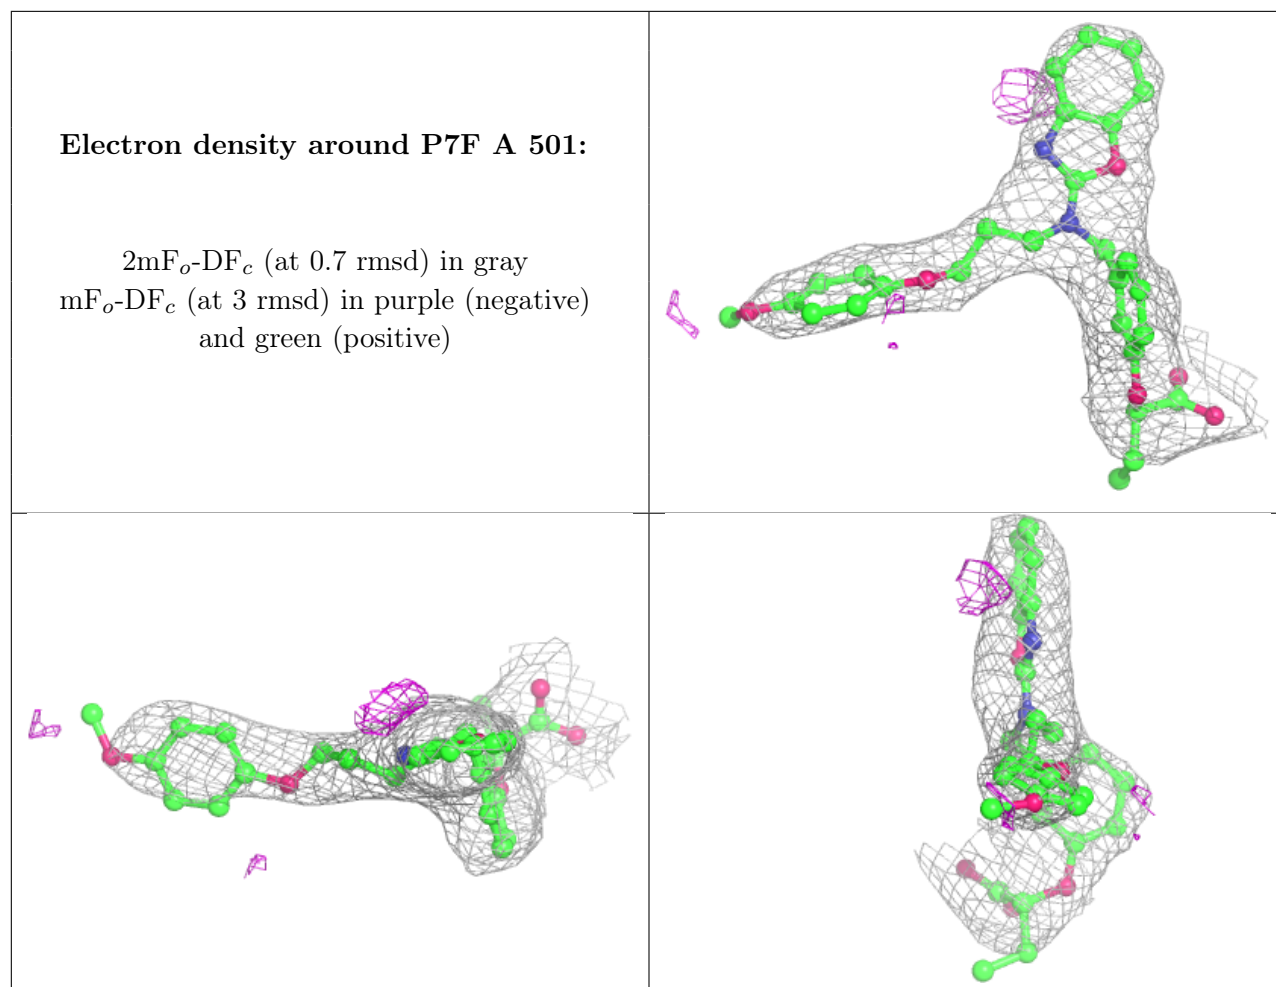 Electron density around P7F A 501:
2mFo-DFc (at 0.7 rmsd) in gray
mFo-DFc (at 3 rmsd) in purple (negative)
and green (positive)